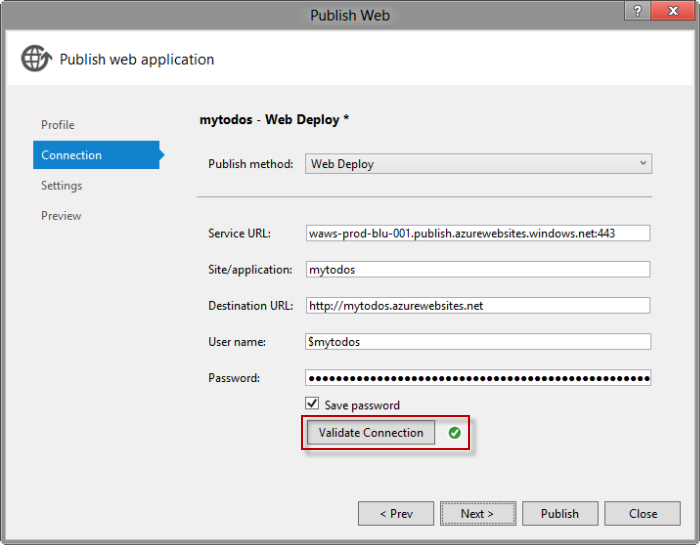 Publish Web
?
x
Publish web application
Profile
Connection
Settings
Preview
mytodos - Web Deploy *
Publish method: Web Deploy
Service URL: waws-prod-blu-001.publish.azurewebsites.windows.net:443
Site/application: mytodos
Destination URL: http://mytodos.azurewebsites.net
User name: $mytodos
Password: ••••••••••••••••••••••••••••••••••••••••••••••••••
Save password
Validate Connection
< Prev Next > Publish Close